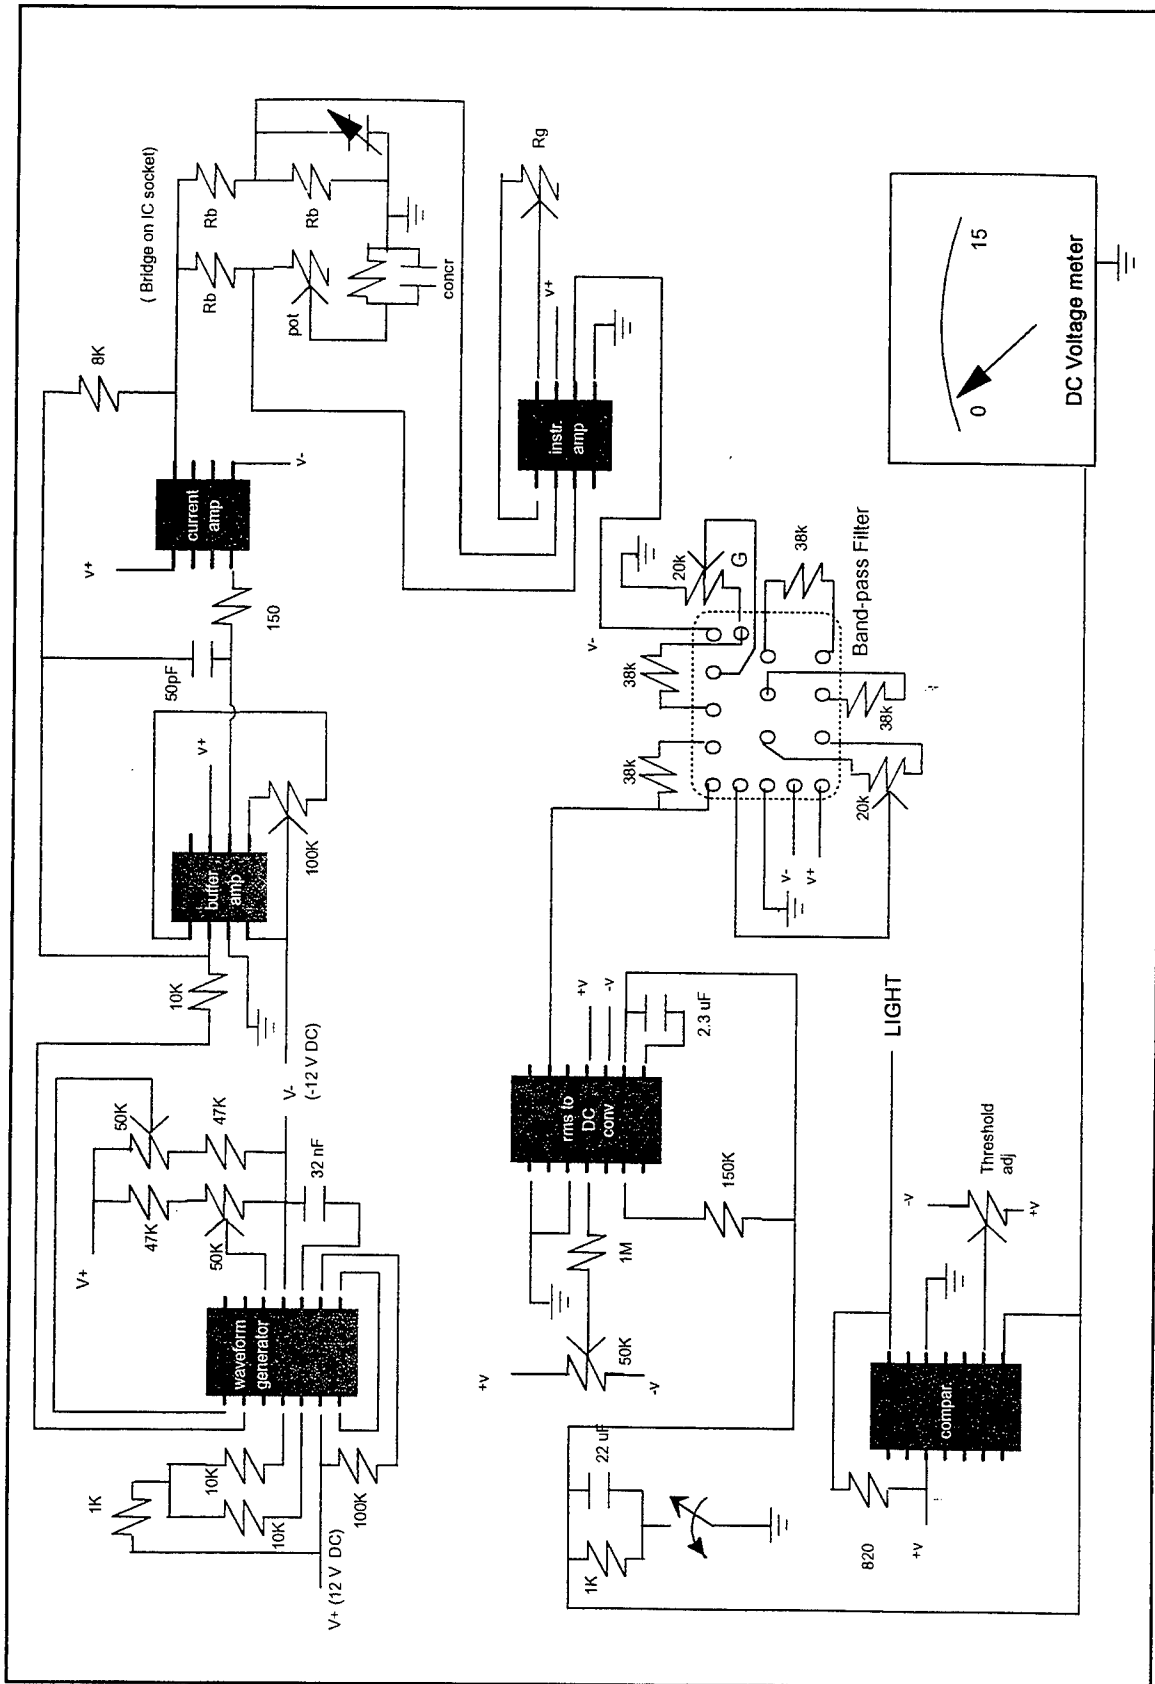 ( Bridge on IC socket)
8K
Rb
Rb
Rb
pot
concr
Rg
v+
current
amp
v-
150
50pF
v+
buffer
amp
100K
10K
v+
instr.
amp
V-
(-12 V DC)
50K
47K
32 nF
47K
50K
V+
waveform
generator
1K
10K
10K
100K
V+ (12 V DC)
v-
20k
G
38k
38k
38k
38k
20k
Band-pass Filter
v-
v+
rms to
DC
conv
+v
-v
2.3 uF
150K
1M
50K
+v
-v
22 uF
1K
LIGHT
Threshold
adj
-v
+v
compar.
820
+v
0
15
DC Voltage meter